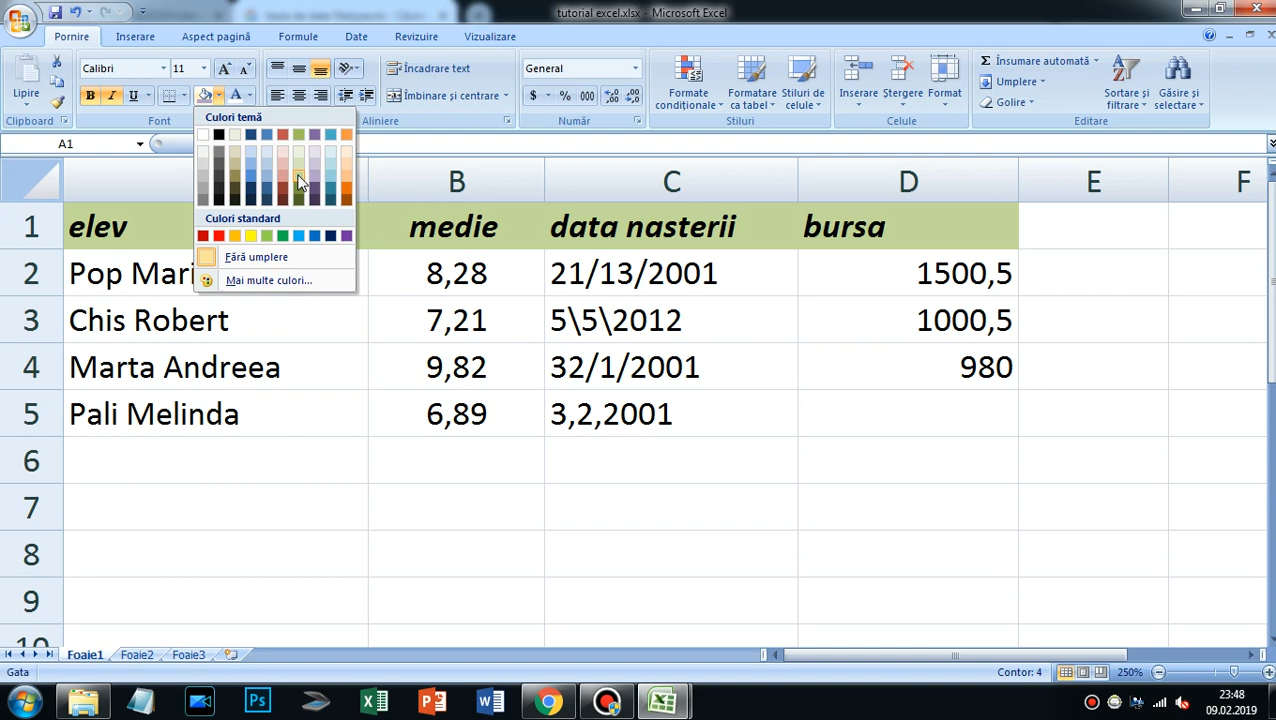 tutorial excel.xlsx - Microsoft Excel
Pornire Inserare Aspect pagină Formule Date Revizuire Vizualizare
Lipire
Calibri 11
B I U A
Încadrare text
Îmbinare și centrare
General
$ % 000
Formatare condiționale
Formatare ca tabel
Stiluri de celule
Inserare
Ștergere
Format
Σ Însumare automată
Umplere
Golire
Sortare și filtrare
Găsire și selectare
Clipboard Font Aliniere Număr Stiluri Celule Editare
A1
Culori temă
Culori standard
Fără umplere
Mai multe culori...
B C D E F
1 elev medie data nasterii bursa
2 Pop Mari 8,28 21/13/2001 1500,5
3 Chis Robert 7,21 5\5\2012 1000,5
4 Marta Andreea 9,82 32/1/2001 980
5 Pali Melinda 6,89 3,2,2001
6
7
8
9
10
Foaie1 Foaie2 Foaie3
Gata Contor: 4 250%
Ps
23:48
09.02.2019